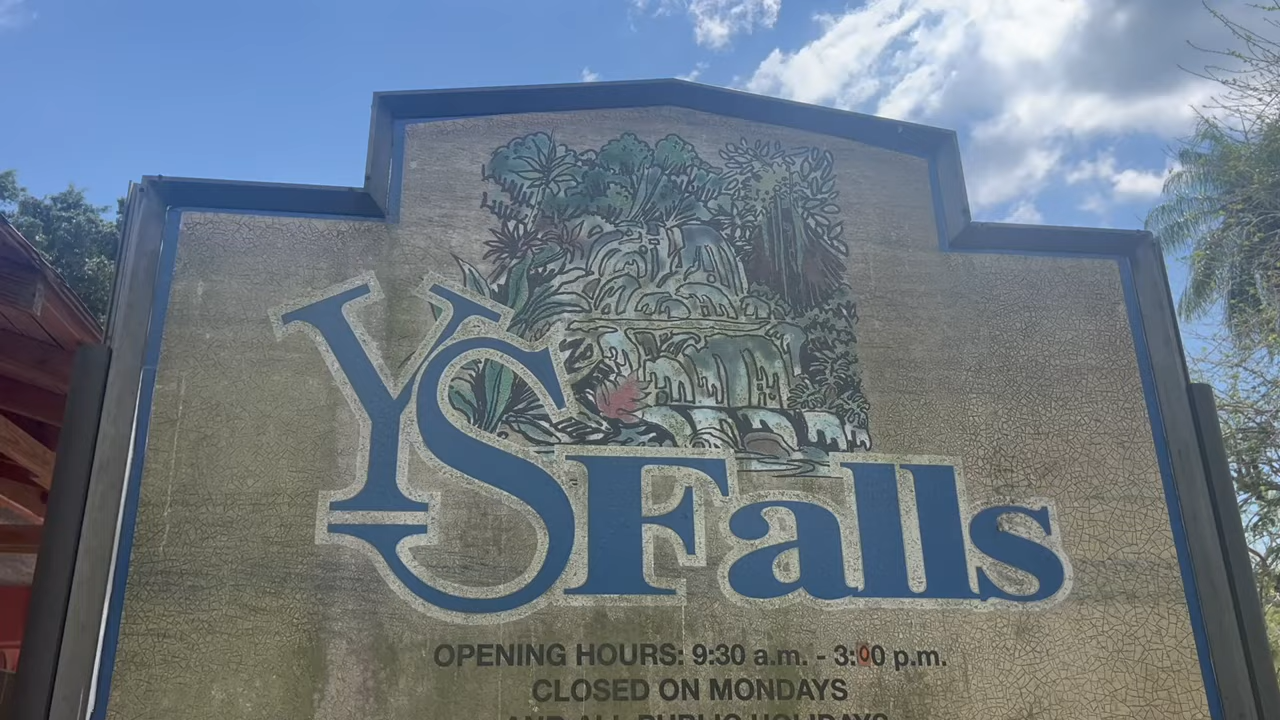 YS Falls
OPENING HOURS: 9:30 a.m. - 3:00 p.m.
CLOSED ON MONDAYS
AND ALL PUBLIC HOLIDAYS